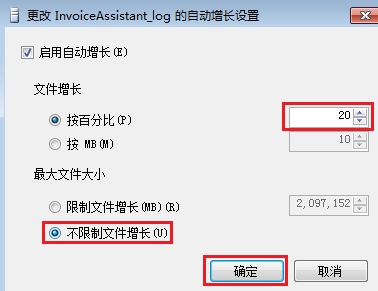 更改 InvoiceAssistant_log 的自动增长设置
启用自动增长(E)
文件增长
按百分比(P)
20
按 MB(M)
10
最大文件大小
限制文件增长(MB)(R)
2,097,152
不限制文件增长(U)
确定
取消